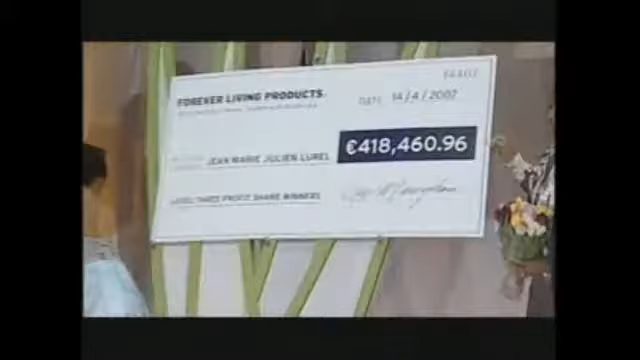 FOREVER LIVING PRODUCTS
DATE 14/4/2007
€418,460.96
JEAN MARIE JULIEN LUREL
LEVEL THREE PROFIT SHARE WINNERS